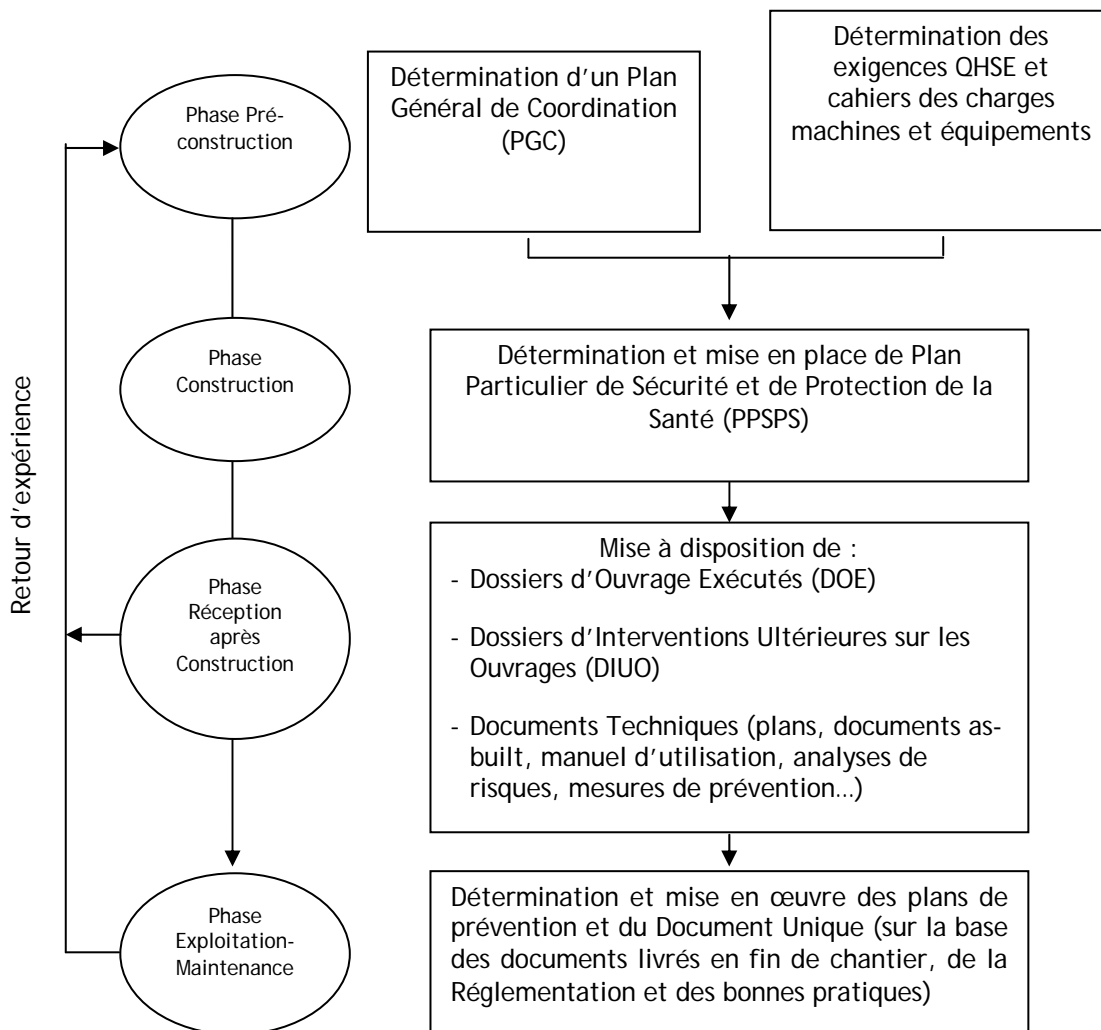 Phase Pré-
construction
Détermination d'un Plan
Général de Coordination
(PGC)
Détermination des
exigences QHSE et
cahiers des charges
machines et équipements
Phase
Construction
Détermination et mise en place de Plan
Particulier de Sécurité et de Protection de la
Santé (PPSPS)
Retour d'expérience
Phase
Réception
après
Construction
Mise à disposition de :
- Dossiers d'Ouvrage Exécutés (DOE)
- Dossiers d'Interventions Ultérieures sur les
Ouvrages (DIUO)
- Documents Techniques (plans, documents as-
built, manuel d'utilisation, analyses de
risques, mesures de prévention...)
Phase
Exploitation-
Maintenance
Détermination et mise en œuvre des plans de
prévention et du Document Unique (sur la base
des documents livrés en fin de chantier, de la
Réglementation et des bonnes pratiques)